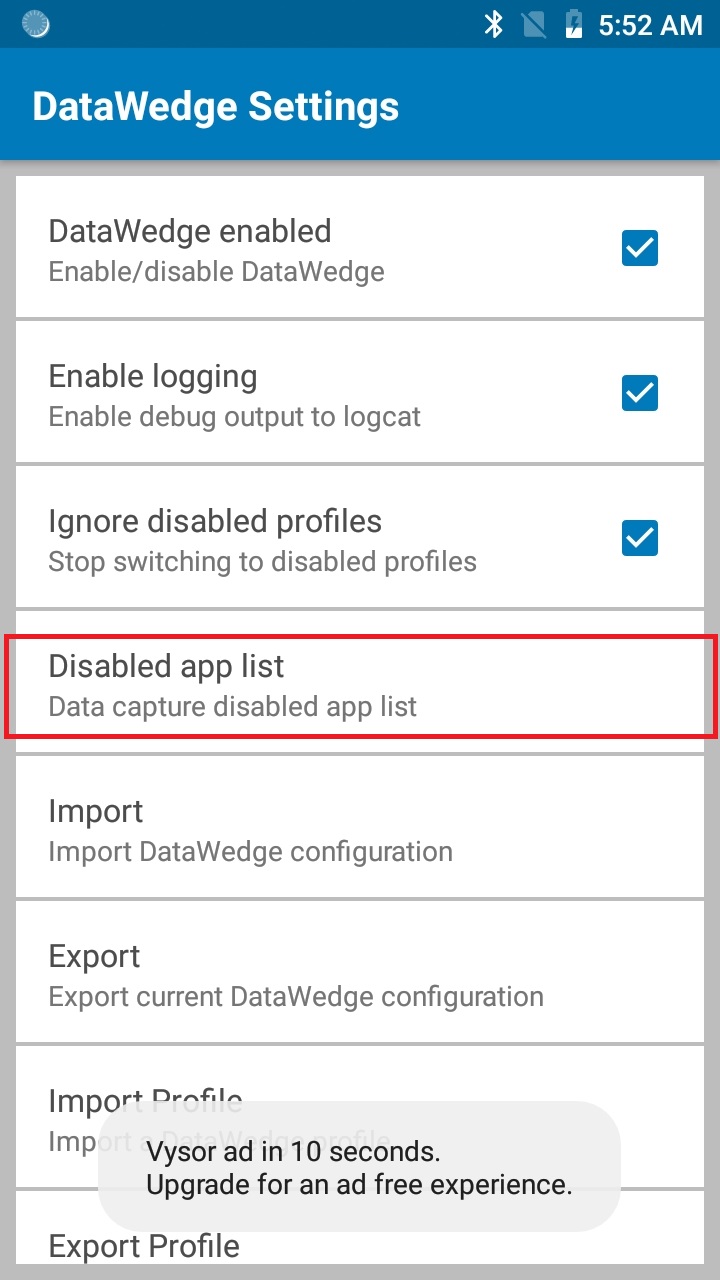 5:52 AM
DataWedge Settings
DataWedge enabled
Enable/disable DataWedge
Enable logging
Enable debug output to logcat
Ignore disabled profiles
Stop switching to disabled profiles
Disabled app list
Data capture disabled app list
Import
Import DataWedge configuration
Export
Export current DataWedge configuration
Import Profile
Import a DataWedge profile
Vysor ad in 10 seconds.
Upgrade for an ad free experience.
Export Profile